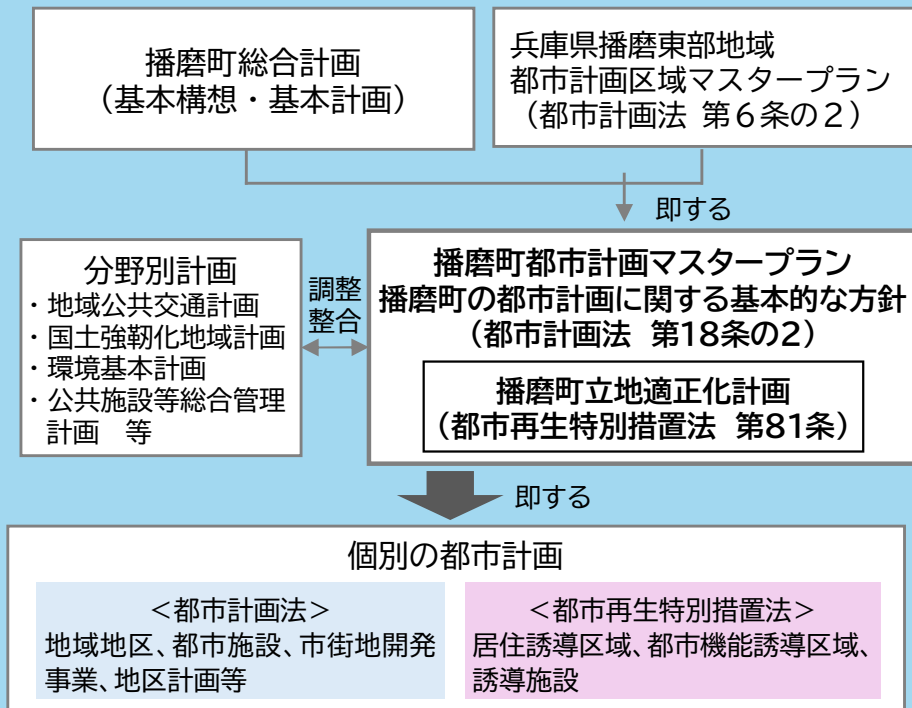 播磨町総合計画
（基本構想・基本計画）
兵庫県播磨東部地域
都市計画区域マスタープラン
（都市計画法 第６条の２）
即する
分野別計画
・地域公共交通計画
・国土強靭化地域計画
・環境基本計画
・公共施設等総合管理
計画　等
調整
整合
播磨町都市計画マスタープラン
播磨町の都市計画に関する基本的な方針
（都市計画法 第18条の2）
播磨町立地適正化計画
（都市再生特別措置法 第81条）
即する
個別の都市計画
＜都市計画法＞
地域地区、都市施設、市街地開発
事業、地区計画等
＜都市再生特別措置法＞
居住誘導区域、都市機能誘導区域、
誘導施設